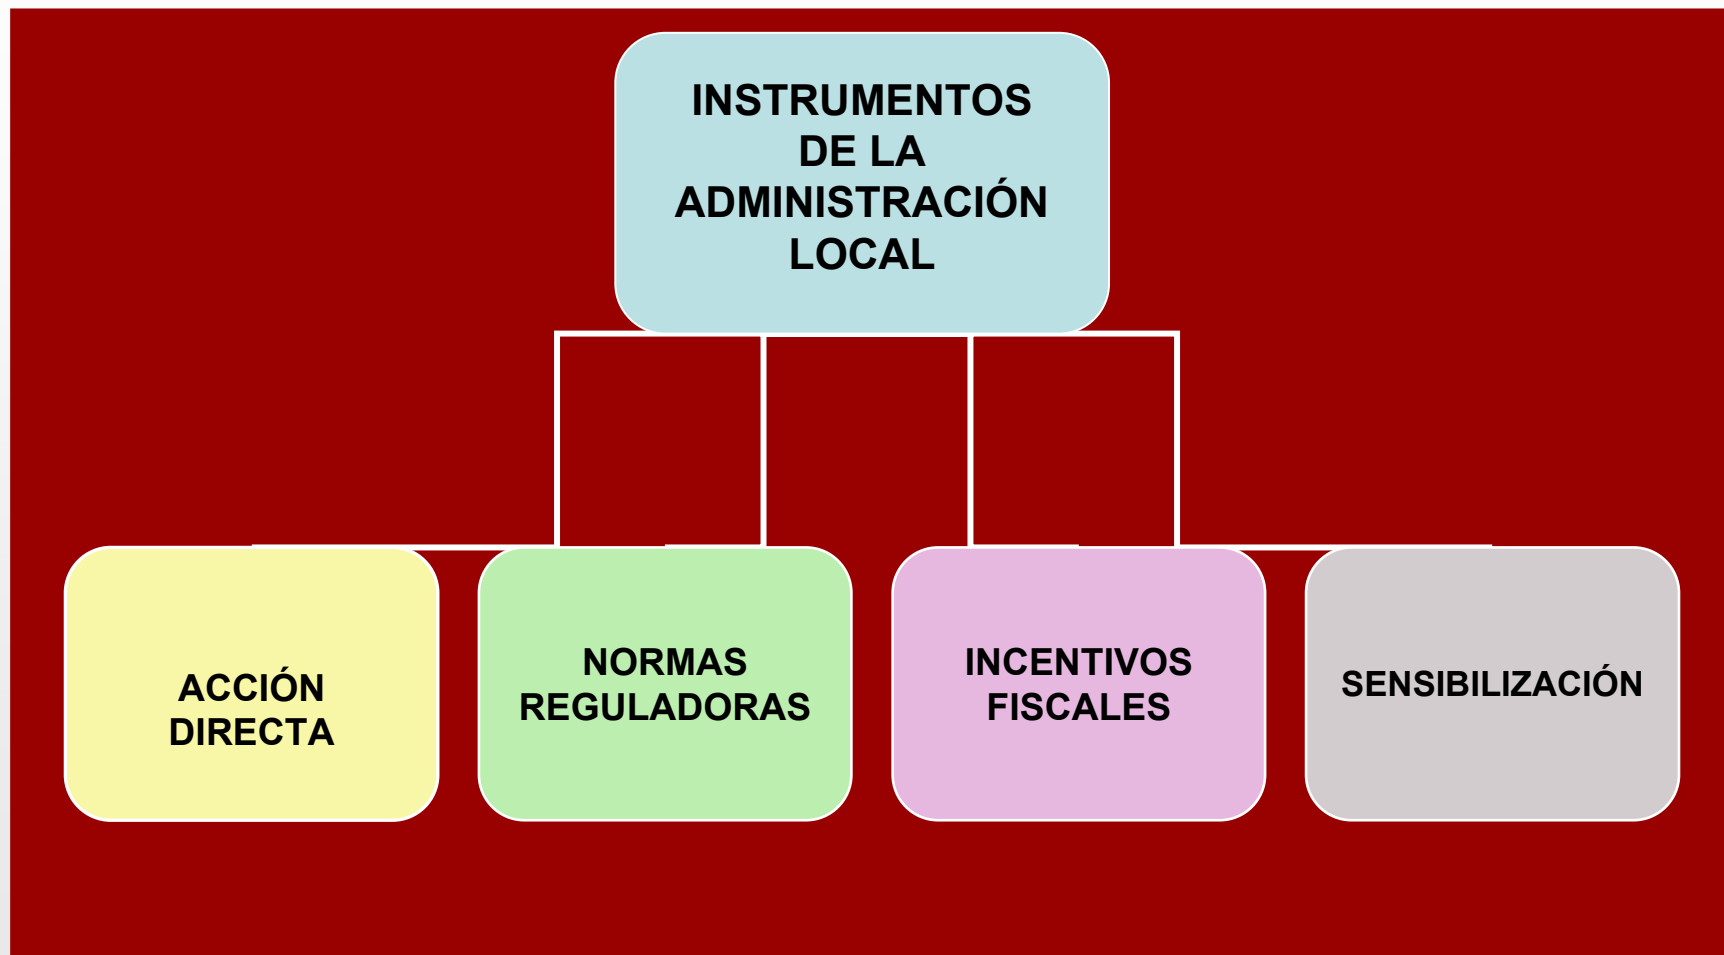 INSTRUMENTOS
DE LA
ADMINISTRACIÓN
LOCAL
ACCIÓN
DIRECTA
NORMAS
REGULADORAS
INCENTIVOS
FISCALES
SENSIBILIZACIÓN